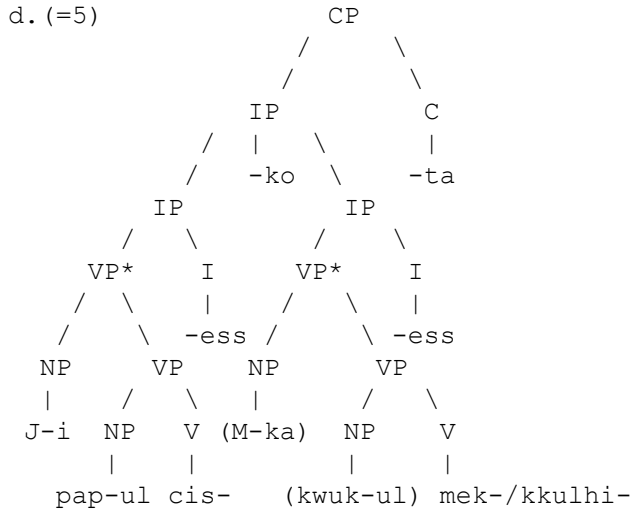 d. (=5) CP
/ \
/ \
IP C
/ | \ |
/ -ko \ -ta
IP IP
/ \ / \
VP* I VP* I
/ \ | / \ |
/ \ -ess / \ -ess
NP VP NP VP
| / \ | / \
J-i NP V (M-ka) NP V
| | | |
pap-ul cis- (kwuk-ul) mek-/kkulhi-